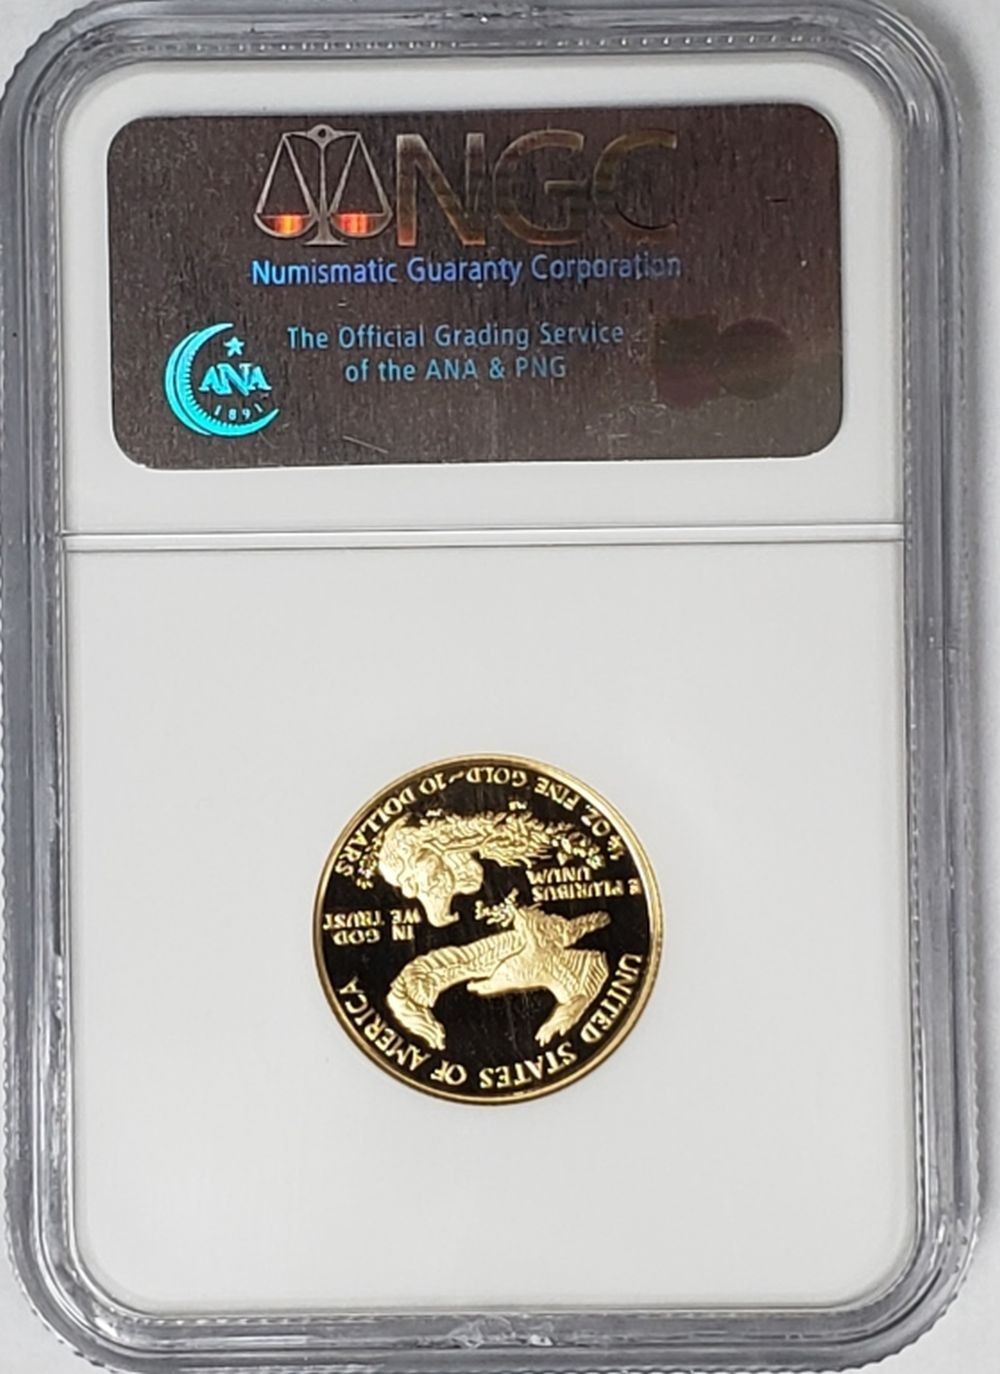 NGC
Numismatic Guaranty Corporation
The Official Grading Service
of the ANA & PNG
ANA
1891
UNITED STATES OF AMERICA
E PLURIBUS
UNUM
IN
GOD
WE TRUST
¼ OZ. FINE GOLD~10 DOLLARS